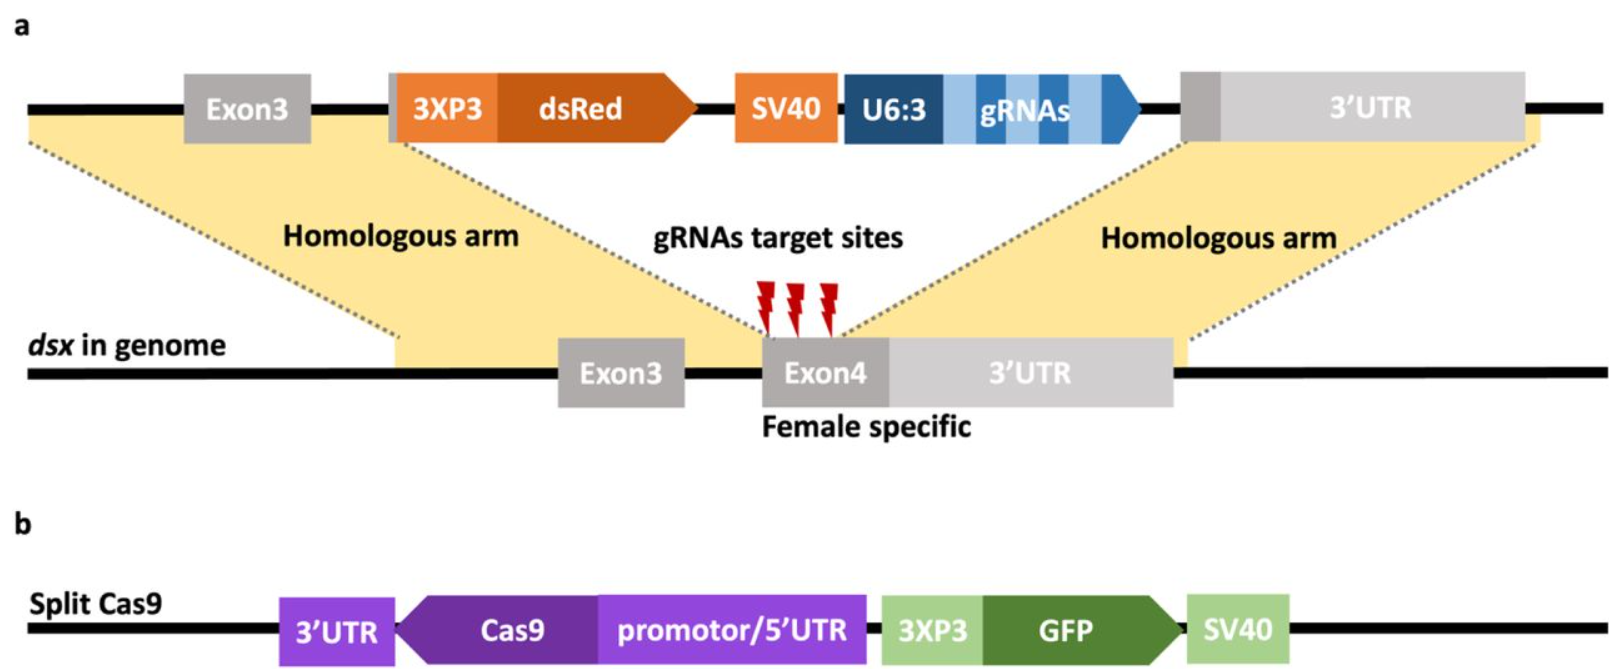 a
Exon3 3XP3 dsRed SV40 U6:3 gRNAs 3’UTR
Homologous arm gRNAs target sites Homologous arm
dsx in genome
Exon3 Exon4 3’UTR
Female specific
b
Split Cas9
3’UTR Cas9 promotor/5’UTR 3XP3 GFP SV40